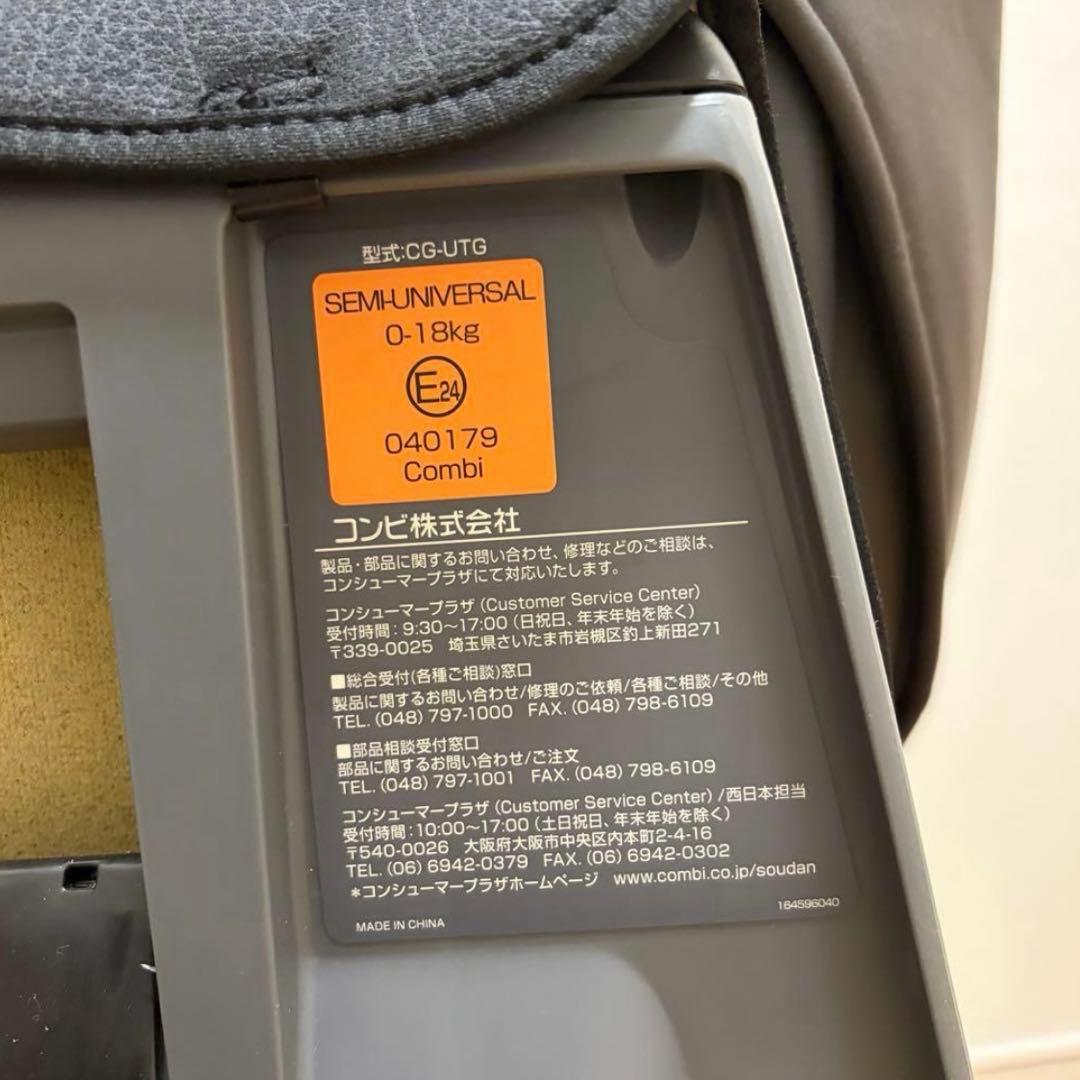 型式:CG-UTG
SEMI-UNIVERSAL
0-18kg
E24
040179
Combi
コンビ株式会社
製品・部品に関するお問い合わせ、修理などのご相談は、
コンシューマープラザにて対応いたします。
コンシューマープラザ (Customer Service Center)
受付時間：9:30～17:00 (日祝日、年末年始を除く)
〒339-0025 埼玉県さいたま市岩槻区釣上新田271
■総合受付(各種ご相談)窓口
製品に関するお問い合わせ/修理のご依頼/各種ご相談/その他
TEL. (048) 797-1000 FAX. (048) 798-6109
■部品相談受付窓口
部品に関するお問い合わせ/ご注文
TEL. (048) 797-1001 FAX. (048) 798-6109
コンシューマープラザ (Customer Service Center) /西日本担当
受付時間：10:00～17:00 (土日祝日、年末年始を除く)
〒540-0026 大阪府大阪市中央区内本町2-4-16
TEL. (06) 6942-0379 FAX. (06) 6942-0302
＊コンシューマープラザホームページ www.combi.co.jp/soudan
164596040
MADE IN CHINA